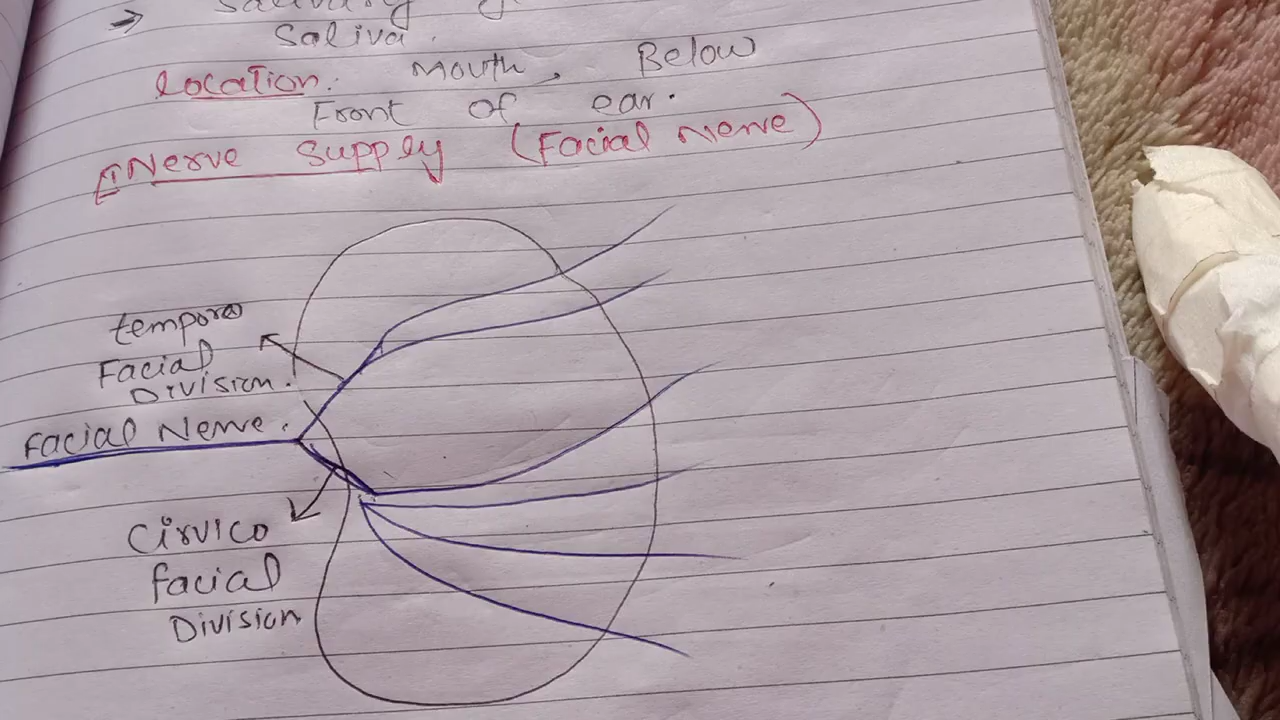 Saliva.
Location: Mouth, Below
Front of ear.
Nerve supply (Facial nerve)
temporo
Facial
Division.
Facial Nerve.
Cirvico
facial
Division